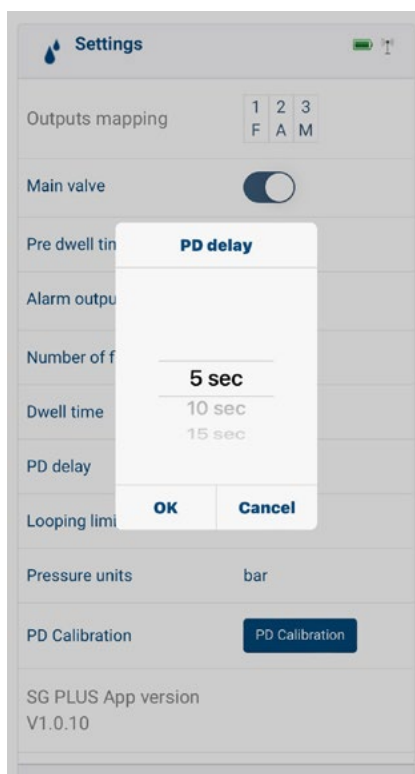 Settings
Outputs mapping
1 2 3
F A M
Main valve
Pre dwell tim
PD delay
Alarm outpu
Number of f
5 sec
Dwell time
10 sec
15 sec
PD delay
OK Cancel
Looping limi
Pressure units bar
PD Calibration PD Calibration
SG PLUS App version
V1.0.10